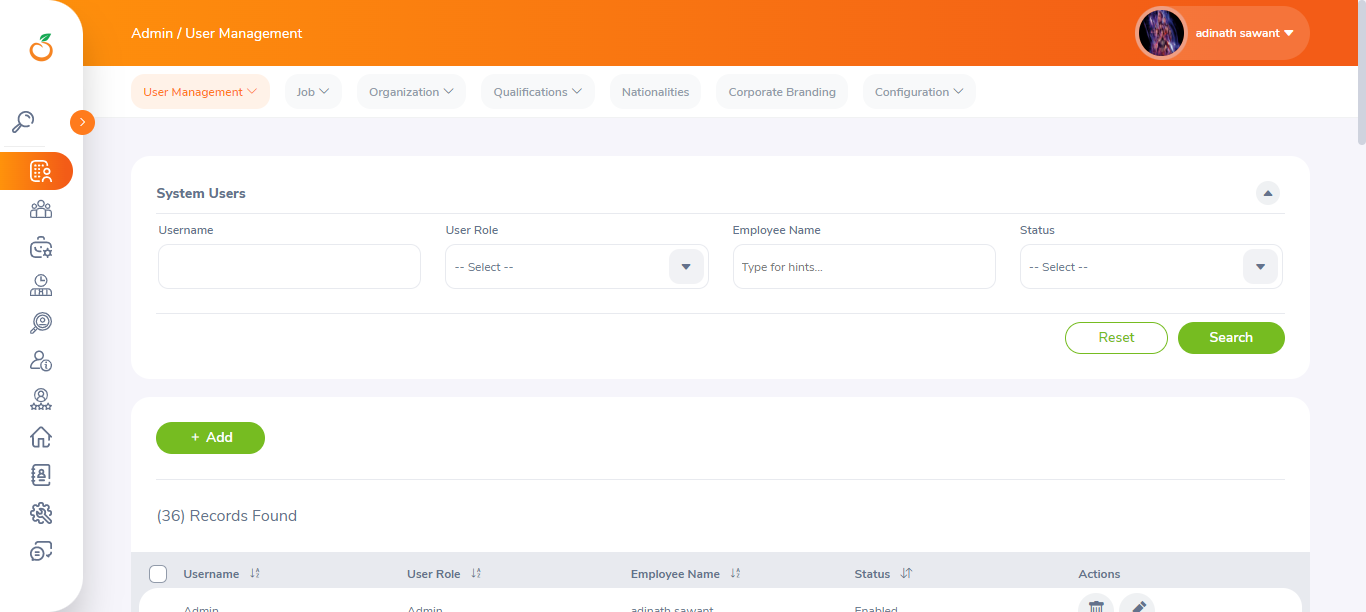 Admin / User Management
adinath sawant
User Management
Job
Organization
Qualifications
Nationalities
Corporate Branding
Configuration
System Users
Username
User Role
Employee Name
Status
-- Select --
Type for hints...
-- Select --
Reset
Search
+ Add
(36) Records Found
Username
User Role
Employee Name
Status
Actions
Admin
Admin
adinath sawant
Enabled